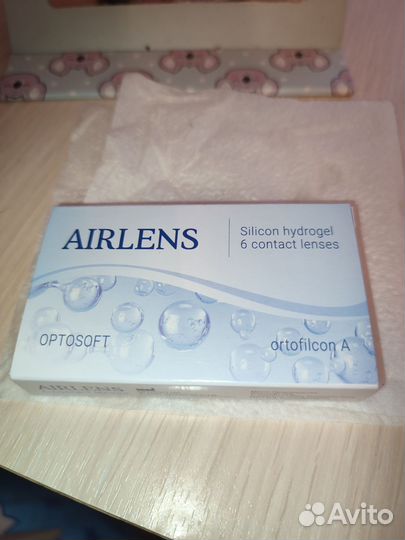 AIRLENS
Silicon hydrogel
6 contact lenses
OPTOSOFT
ortofilcon A
AIRLENS
Avito